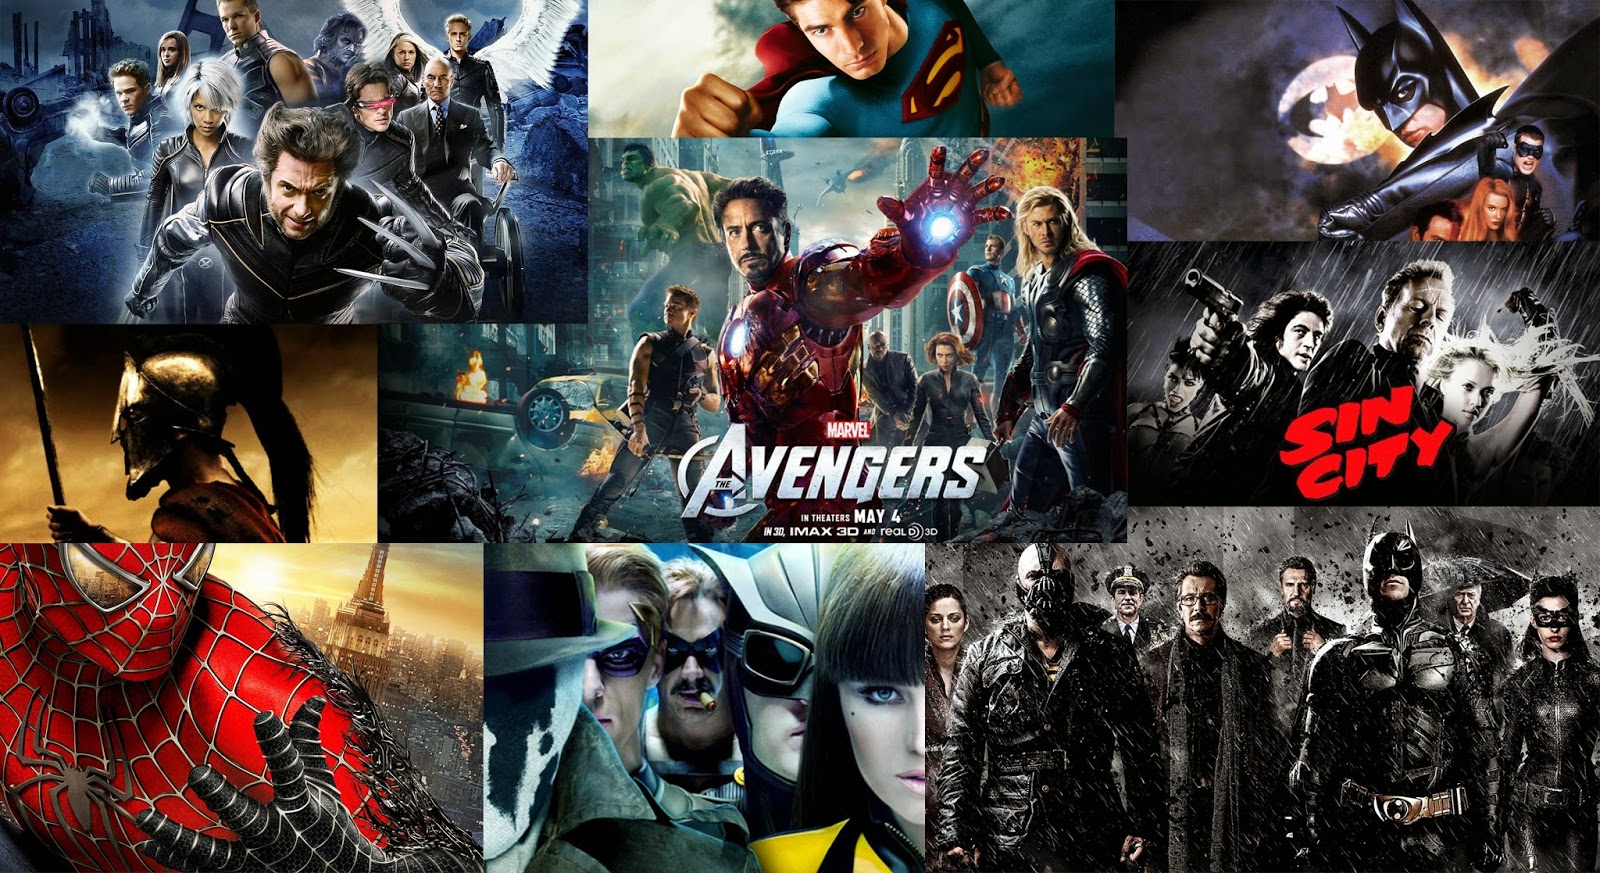 MARVEL
THE AVENGERS
IN THEATERS MAY 4
IN 3D, IMAX 3D AND REAL D 3D
SIN
CITY